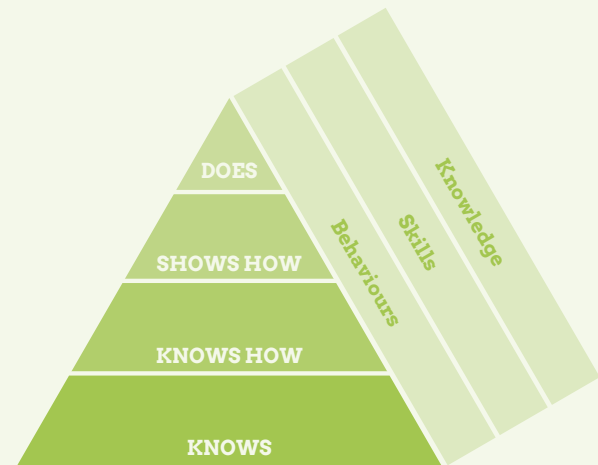 DOES
SHOWS HOW
KNOWS HOW
KNOWS
Behaviours
Skills
Knowledge